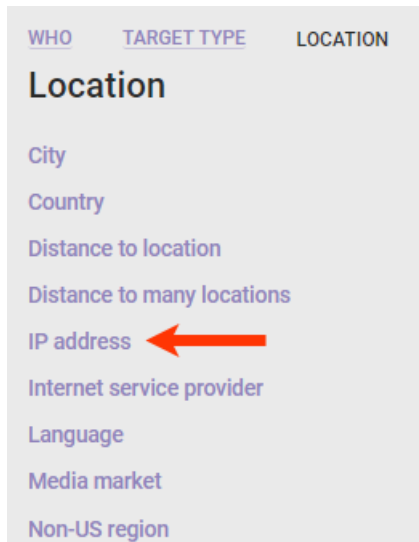 WHO TARGET TYPE LOCATION
Location
City
Country
Distance to location
Distance to many locations
IP address
Internet service provider
Language
Media market
Non-US region